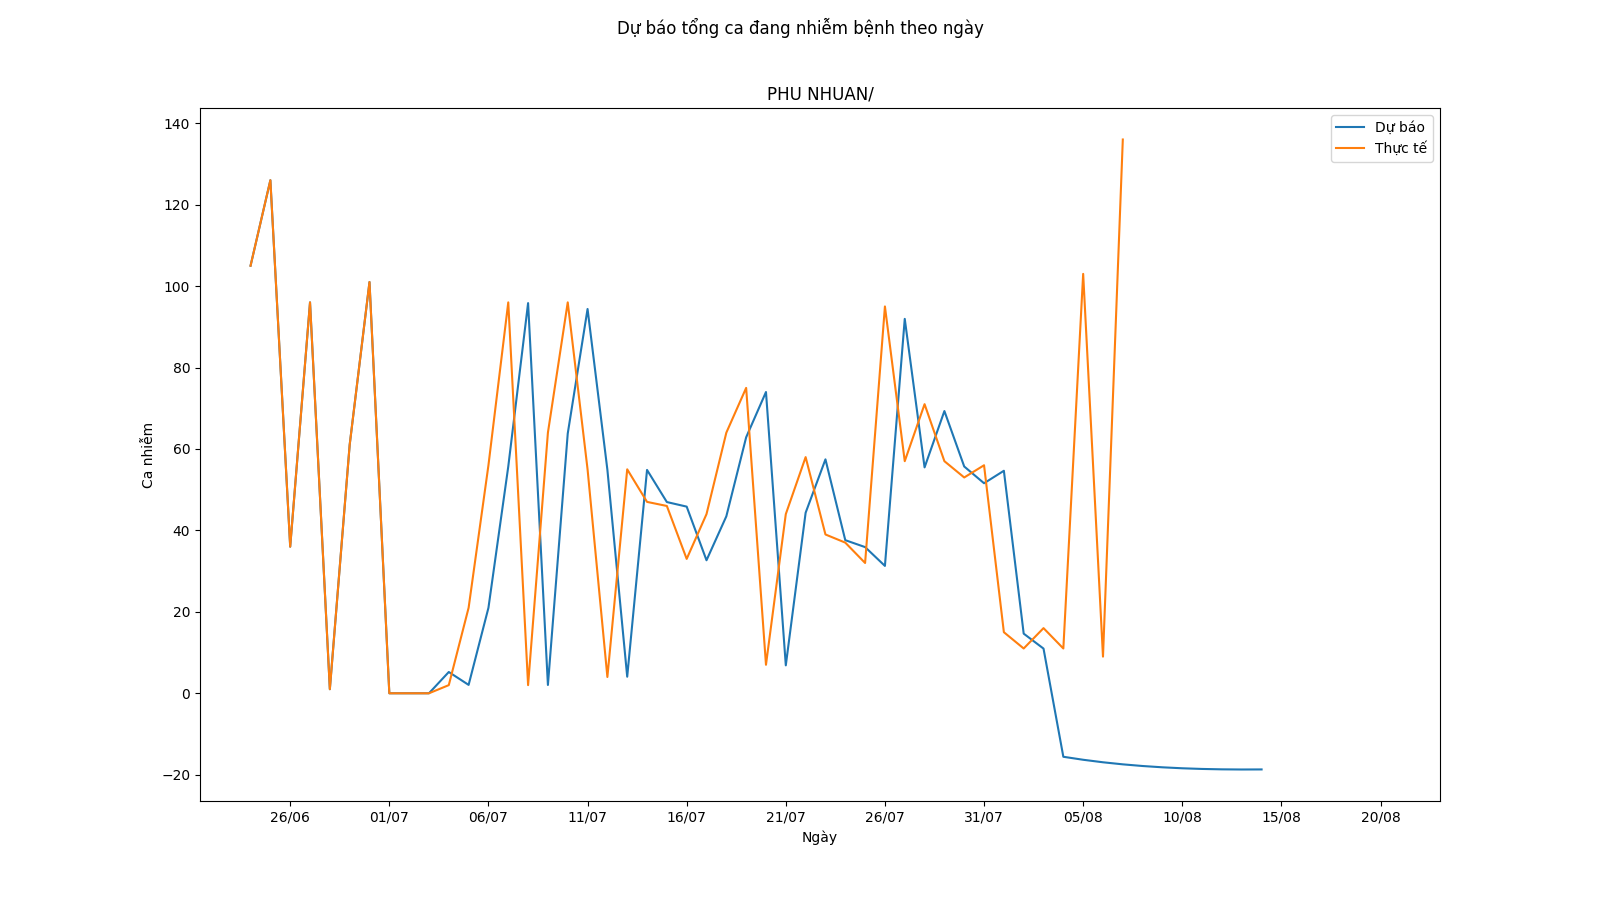 Dự báo tổng ca đang nhiễm bệnh theo ngày
PHU NHUAN/
Dự báo
Thực tế
140
120
100
80
60
40
20
0
−20
Ca nhiễm
26/06 01/07 06/07 11/07 16/07 21/07 26/07 31/07 05/08 10/08 15/08 20/08
Ngày